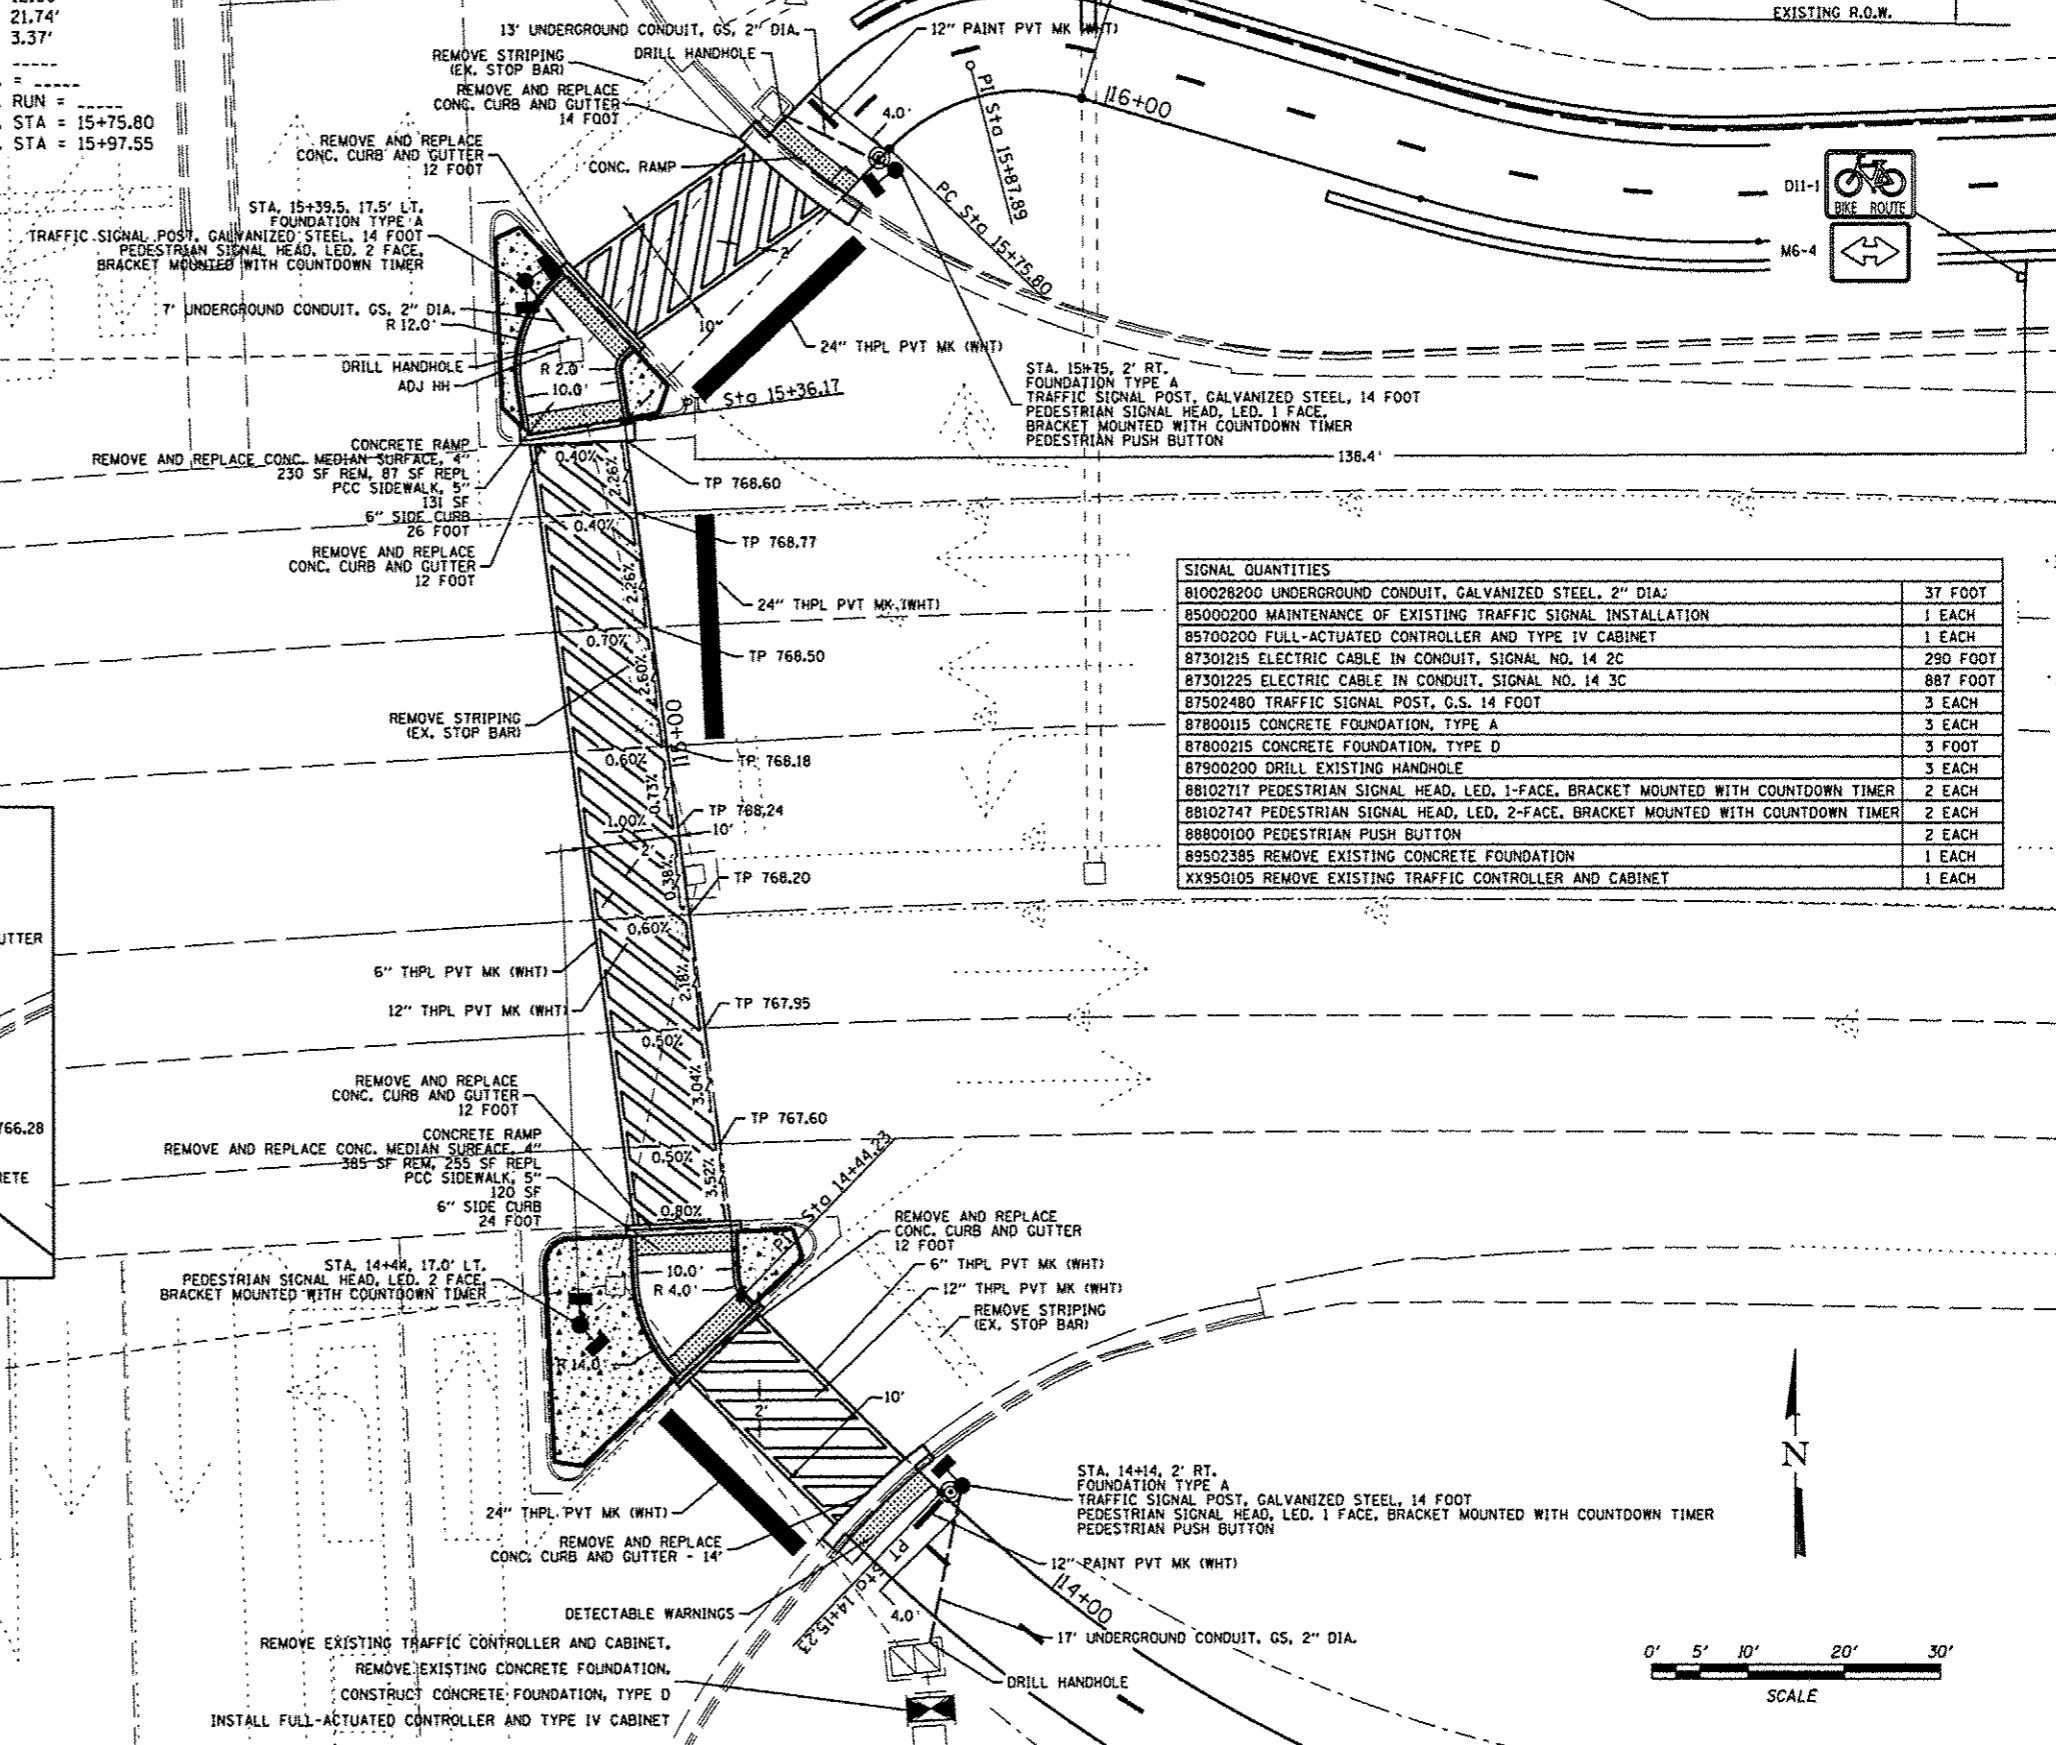 21.74'
3.37'
-----
= -----
RUN = -----
STA = 15+75.80
STA = 15+97.55
13' UNDERGROUND CONDUIT, GS, 2" DIA.
12" PAINT PVT MK (WHT)
EXISTING R.O.W.
DRILL HANDHOLE
REMOVE STRIPING
(EX. STOP BAR)
REMOVE AND REPLACE
CONC. CURB AND GUTTER
14 FOOT
REMOVE AND REPLACE
CONC. CURB AND GUTTER
12 FOOT
CONC. RAMP
4.0'
PI Sta 15+87.89
116+00
PC Sta 15+75.80
D11-1
BIKE ROUTE
M6-4
STA. 15+39.5, 17.5' LT.
FOUNDATION TYPE A
TRAFFIC SIGNAL POST, GALVANIZED STEEL, 14 FOOT
PEDESTRIAN SIGNAL HEAD, LED, 2 FACE,
BRACKET MOUNTED WITH COUNTDOWN TIMER
2'
10'
7' UNDERGROUND CONDUIT, GS, 2" DIA.
R 12.0'
DRILL HANDHOLE
ADJ HH
R 2.0'
10.0'
24" THPL PVT MK (WHT)
Sta 15+36.17
STA. 15+75, 2' RT.
FOUNDATION TYPE A
TRAFFIC SIGNAL POST, GALVANIZED STEEL, 14 FOOT
PEDESTRIAN SIGNAL HEAD, LED, 1 FACE,
BRACKET MOUNTED WITH COUNTDOWN TIMER
PEDESTRIAN PUSH BUTTON
138.4'
CONCRETE RAMP
REMOVE AND REPLACE CONC. MEDIAN SURFACE, 4"
230 SF REM, 87 SF REPL
PCC SIDEWALK, 5"
131 SF
6" SIDE CURB
26 FOOT
REMOVE AND REPLACE
CONC. CURB AND GUTTER
12 FOOT
0.40%
2.26%
TP 768.60
0.40%
TP 768.77
2.26%
24" THPL PVT MK (WHT)
0.70%
TP 768.50
2.60%
REMOVE STRIPING
(EX. STOP BAR)
115+00
0.60%
TP 768.18
0.73%
1.00%
TP 768.24
10'
2'
0.38%
TP 768.20
0.60%
6" THPL PVT MK (WHT)
2.18%
12" THPL PVT MK (WHT)
TP 767.95
0.50%
3.04%
TP 767.60
0.50%
3.52%
0.80%
SIGNAL QUANTITIES
810028200 UNDERGROUND CONDUIT, GALVANIZED STEEL, 2" DIA. 37 FOOT
85000200 MAINTENANCE OF EXISTING TRAFFIC SIGNAL INSTALLATION 1 EACH
85700200 FULL-ACTUATED CONTROLLER AND TYPE IV CABINET 1 EACH
87301215 ELECTRIC CABLE IN CONDUIT, SIGNAL NO. 14 2C 290 FOOT
87301225 ELECTRIC CABLE IN CONDUIT, SIGNAL NO. 14 3C 887 FOOT
87502480 TRAFFIC SIGNAL POST, G.S. 14 FOOT 3 EACH
87800115 CONCRETE FOUNDATION, TYPE A 3 EACH
87800215 CONCRETE FOUNDATION, TYPE D 3 FOOT
87900200 DRILL EXISTING HANDHOLE 3 EACH
88102717 PEDESTRIAN SIGNAL HEAD, LED, 1-FACE, BRACKET MOUNTED WITH COUNTDOWN TIMER 2 EACH
88102747 PEDESTRIAN SIGNAL HEAD, LED, 2-FACE, BRACKET MOUNTED WITH COUNTDOWN TIMER 2 EACH
88800100 PEDESTRIAN PUSH BUTTON 2 EACH
89502385 REMOVE EXISTING CONCRETE FOUNDATION 1 EACH
XX950105 REMOVE EXISTING TRAFFIC CONTROLLER AND CABINET 1 EACH
UTTER
766.28
RETE
REMOVE AND REPLACE
CONC. CURB AND GUTTER
12 FOOT
CONCRETE RAMP
REMOVE AND REPLACE CONC. MEDIAN SURFACE, 4"
385 SF REM, 255 SF REPL
PCC SIDEWALK, 5"
120 SF
6" SIDE CURB
24 FOOT
PI Sta 14+44.23
STA. 14+44, 17.0' LT.
PEDESTRIAN SIGNAL HEAD, LED, 2 FACE,
BRACKET MOUNTED WITH COUNTDOWN TIMER
10.0'
R 4.0'
R 14.0'
REMOVE AND REPLACE
CONC. CURB AND GUTTER
12 FOOT
6" THPL PVT MK (WHT)
12" THPL PVT MK (WHT)
REMOVE STRIPING
(EX. STOP BAR)
2'
10'
24" THPL PVT MK (WHT)
REMOVE AND REPLACE
CONC. CURB AND GUTTER - 14'
STA. 14+14, 2' RT.
FOUNDATION TYPE A
TRAFFIC SIGNAL POST, GALVANIZED STEEL, 14 FOOT
PEDESTRIAN SIGNAL HEAD, LED, 1 FACE, BRACKET MOUNTED WITH COUNTDOWN TIMER
PEDESTRIAN PUSH BUTTON
12" PAINT PVT MK (WHT)
PT Sta 14+15.23
114+00
4.0'
DETECTABLE WARNINGS
17' UNDERGROUND CONDUIT, GS, 2" DIA.
DRILL HANDHOLE
REMOVE EXISTING TRAFFIC CONTROLLER AND CABINET,
REMOVE EXISTING CONCRETE FOUNDATION,
CONSTRUCT CONCRETE FOUNDATION, TYPE D
INSTALL FULL-ACTUATED CONTROLLER AND TYPE IV CABINET
N
0' 5' 10' 20' 30'
SCALE